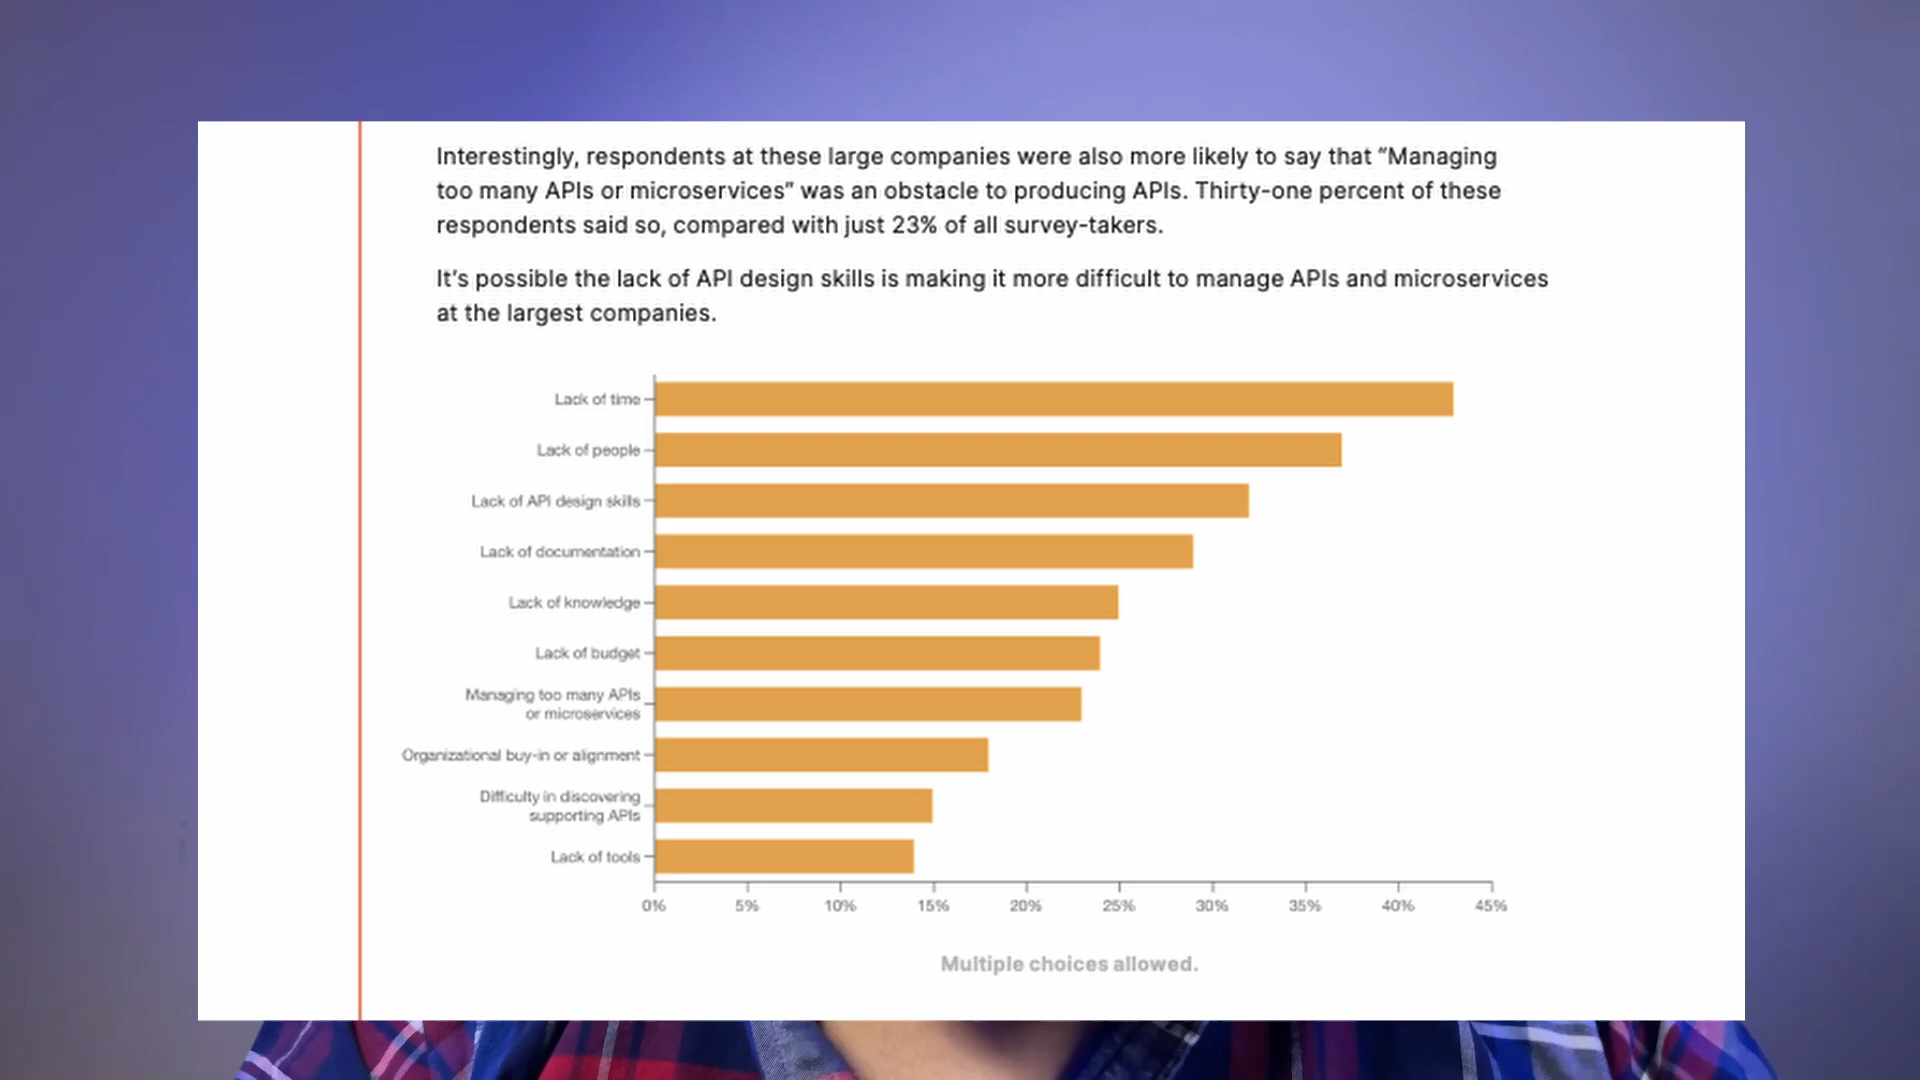 Interestingly, respondents at these large companies were also more likely to say that “Managing
too many APIs or microservices” was an obstacle to producing APIs. Thirty-one percent of these
respondents said so, compared with just 23% of all survey-takers.
It’s possible the lack of API design skills is making it more difficult to manage APIs and microservices
at the largest companies.
Lack of time
Lack of people
Lack of API design skills
Lack of documentation
Lack of knowledge
Lack of budget
Managing too many APIs
or microservices
Organizational buy-in or alignment
Difficulty in discovering
supporting APIs
Lack of tools
0% 5% 10% 15% 20% 25% 30% 35% 40% 45%
Multiple choices allowed.